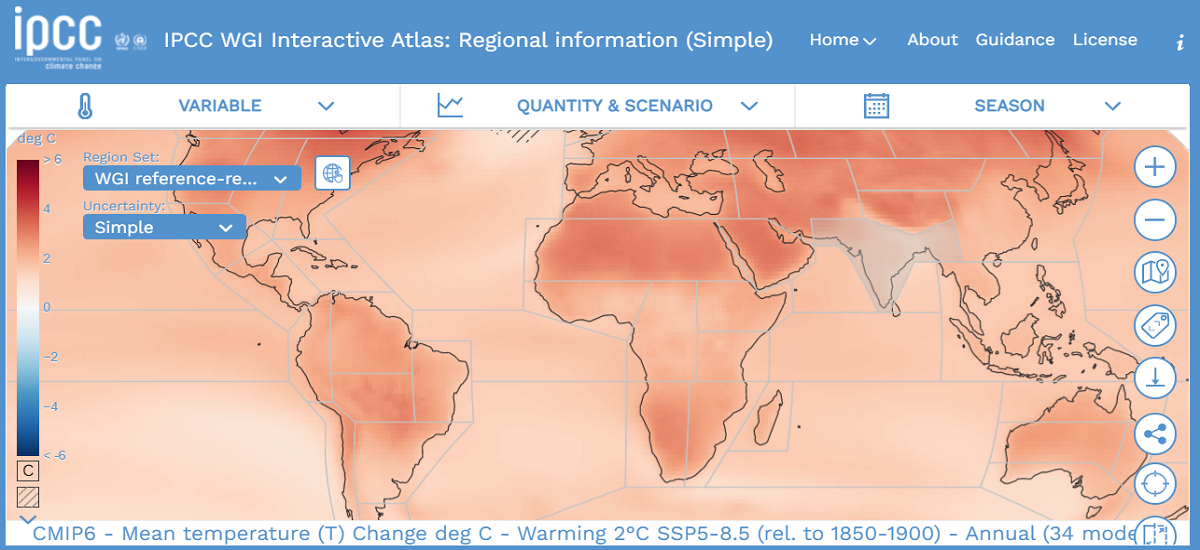 ipcc
INTERGOVERNMENTAL PANEL ON
climate change
IPCC WGI Interactive Atlas: Regional information (Simple)
Home
About
Guidance
License
i
VARIABLE
QUANTITY & SCENARIO
SEASON
deg C
> 6
4
2
0
−2
−4
< -6
C
Region Set:
WGI reference-re...
Uncertainty:
Simple
CMIP6 - Mean temperature (T) Change deg C - Warming 2°C SSP5-8.5 (rel. to 1850-1900) - Annual (34 mode